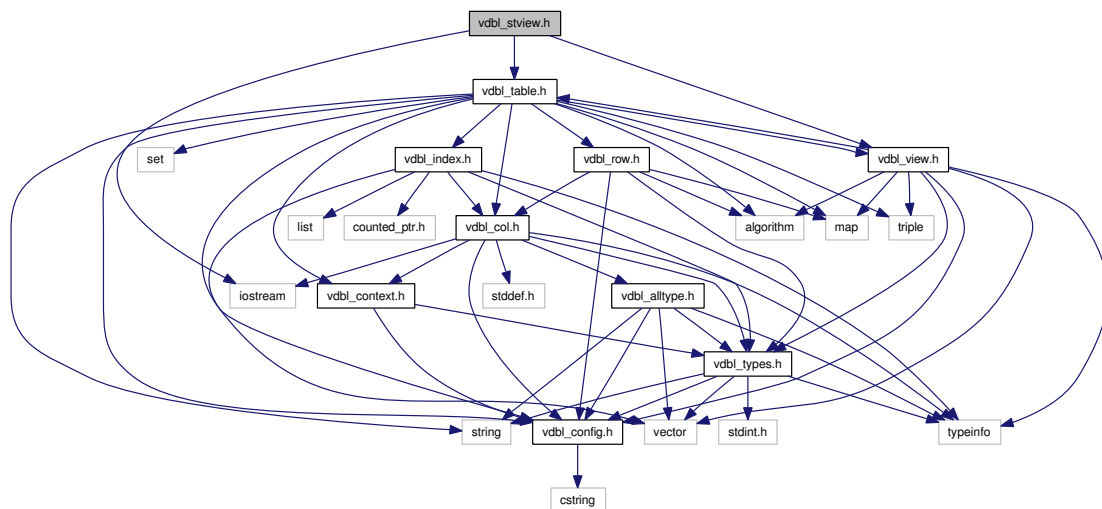 vdbl_stview.h
vdbl_table.h
set
vdbl_index.h
vdbl_row.h
vdbl_view.h
list
counted_ptr.h
vdbl_col.h
algorithm
map
triple
iostream
vdbl_context.h
stddef.h
vdbl_alltype.h
vdbl_types.h
string
vdbl_config.h
vector
stdint.h
typeinfo
cstring